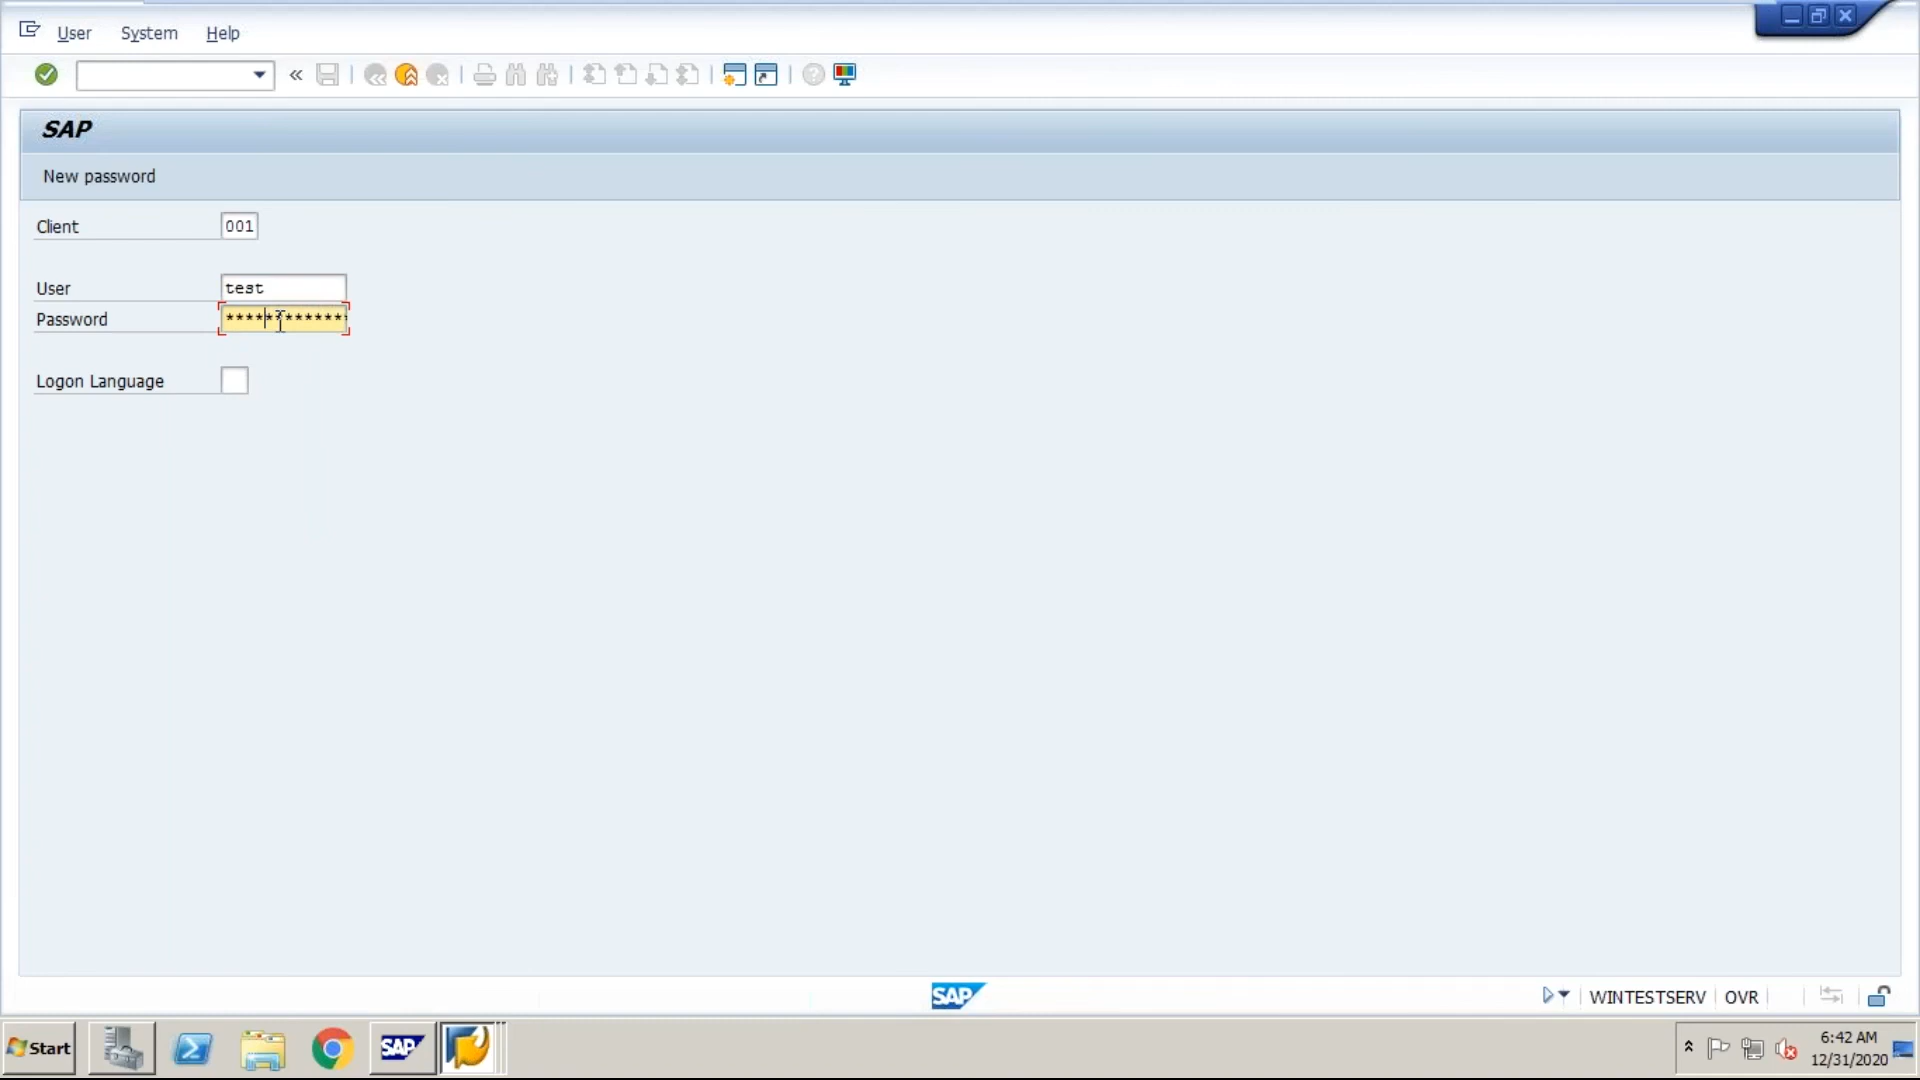 User System Help
SAP
New password
Client 001
User test
Password *************
Logon Language
SAP
WINTESTSERV OVR
Start
SAP
6:42 AM
12/31/2020